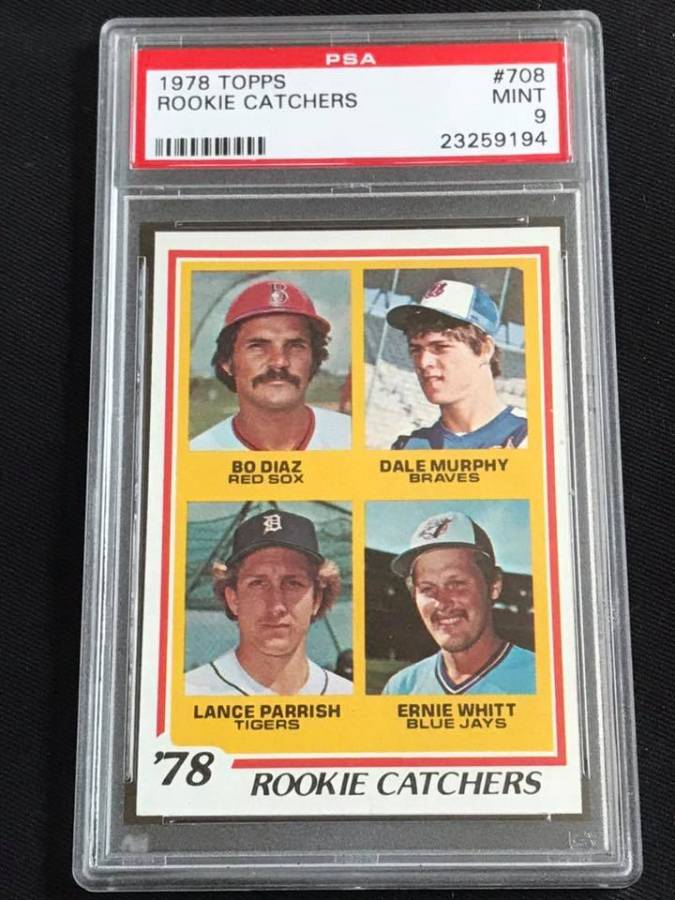 PSA
1978 TOPPS #708
ROOKIE CATCHERS MINT
9
23259194
B
BO DIAZ DALE MURPHY
RED SOX BRAVES
D
LANCE PARRISH ERNIE WHITT
TIGERS BLUE JAYS
'78 ROOKIE CATCHERS